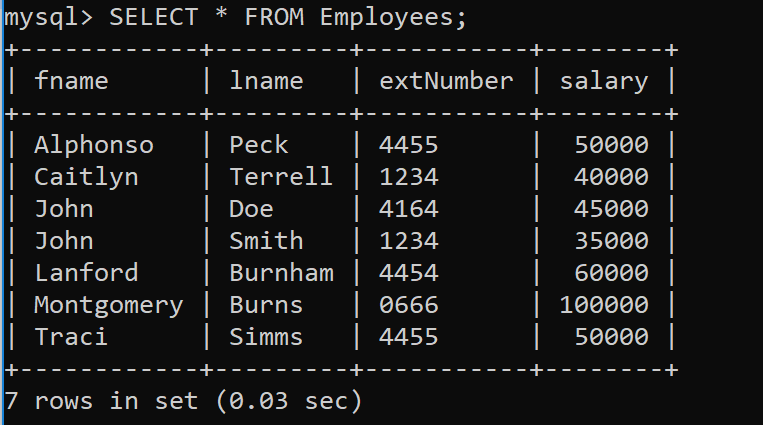 mysql> SELECT * FROM Employees;
+------------+---------+-----------+--------+
| fname      | lname   | extNumber | salary |
+------------+---------+-----------+--------+
| Alphonso   | Peck    | 4455      |  50000 |
| Caitlyn    | Terrell | 1234      |  40000 |
| John       | Doe     | 4164      |  45000 |
| John       | Smith   | 1234      |  35000 |
| Lanford    | Burnham | 4454      |  60000 |
| Montgomery | Burns   | 0666      | 100000 |
| Traci      | Simms   | 4455      |  50000 |
+------------+---------+-----------+--------+
7 rows in set (0.03 sec)